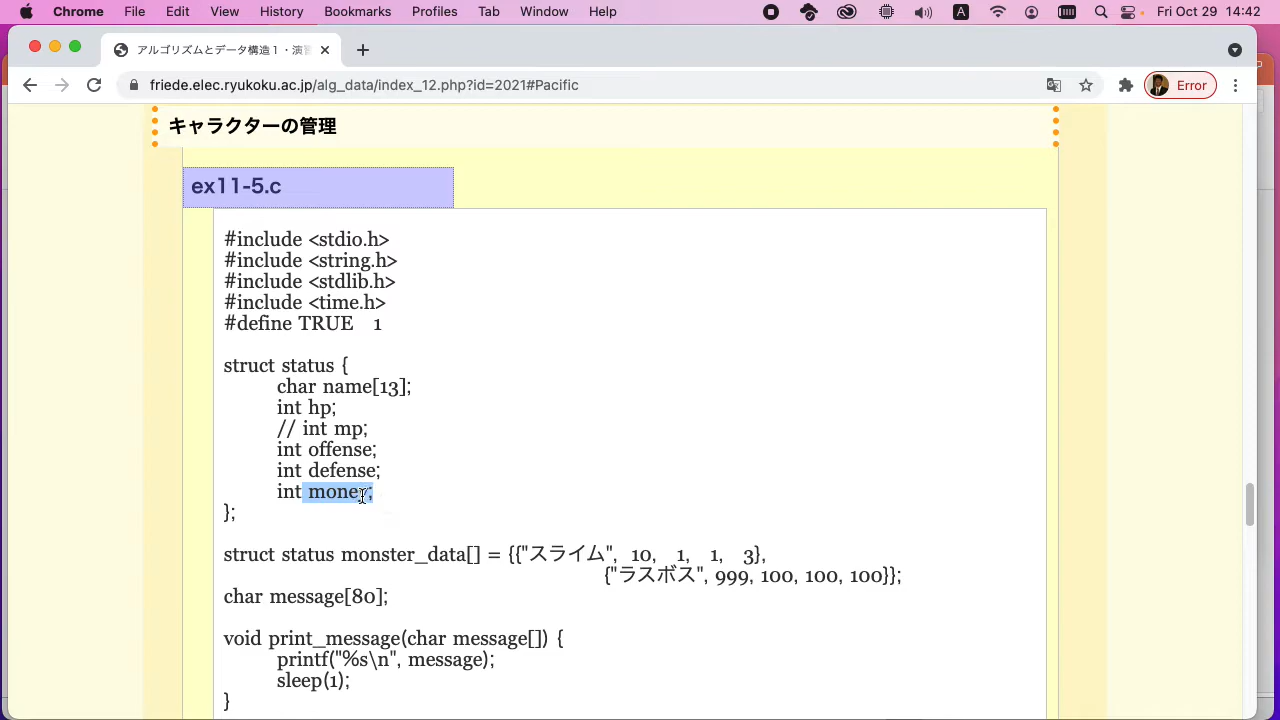 Chrome File Edit View History Bookmarks Profiles Tab Window Help A Fri Oct 29 14:42
アルゴリズムとデータ構造１・演習
friede.elec.ryukoku.ac.jp/alg_data/index_12.php?id=2021#Pacific
Error
キャラクターの管理
ex11-5.c
#include <stdio.h>
#include <string.h>
#include <stdlib.h>
#include <time.h>
#define TRUE 1
struct status {
char name[13];
int hp;
// int mp;
int offense;
int defense;
int money;
};
struct status monster_data[] = {{"スライム", 10, 1, 1, 3},
{"ラスボス", 999, 100, 100, 100}};
char message[80];
void print_message(char message[]) {
printf("%s\n", message);
sleep(1);
}